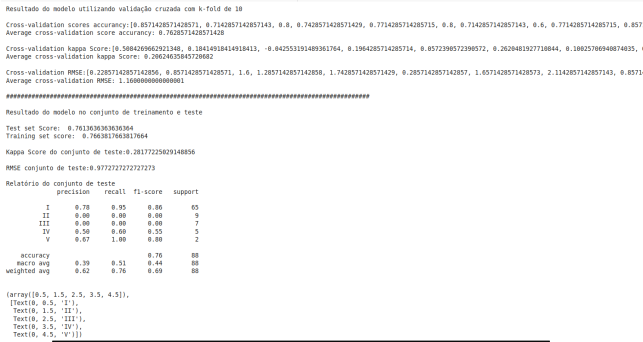 Resultado do modelo utilizando validação cruzada com k-fold de 10
Cross-validation scores accurancy:[0.8571428571428571, 0.7142857142857143, 0.8, 0.7428571428571429, 0.7714285714285715, 0.8, 0.7142857142857143, 0.6, 0.7714285714285715, 0.857
Average cross-validation score accurancy: 0.7628571428571428
Cross-validation kappa Score:[0.5084269662921348, 0.18414918414918413, -0.042553191489361764, 0.1964285714285714, 0.0572390572390572, 0.2620481927710844, 0.10025706940874035,
Average cross-validation kappa Score: 0.20624635845720682
Cross-validation RMSE:[0.22857142857142856, 0.8571428571428571, 1.6, 1.2857142857142858, 1.7428571428571429, 0.2857142857142857, 1.6571428571428573, 2.1142857142857143, 0.8571
Average cross-validation RMSE: 1.1600000000000001
####################################################################################################
Resultado do modelo no conjunto de treinamento e teste
Test set Score: 0.7613636363636364
Training set score: 0.7663817663817664
Kappa Score do conjunto de teste:0.28177225029148856
RMSE conjunto de teste:0.9772727272727273
Relatório do conjunto de teste
precision recall f1-score support
I 0.78 0.95 0.86 65
II 0.00 0.00 0.00 9
III 0.00 0.00 0.00 7
IV 0.50 0.60 0.55 5
V 0.67 1.00 0.80 2
accuracy 0.76 88
macro avg 0.39 0.51 0.44 88
weighted avg 0.62 0.76 0.69 88
(array([0.5, 1.5, 2.5, 3.5, 4.5]),
[Text(0, 0.5, 'I'),
Text(0, 1.5, 'II'),
Text(0, 2.5, 'III'),
Text(0, 3.5, 'IV'),
Text(0, 4.5, 'V')])